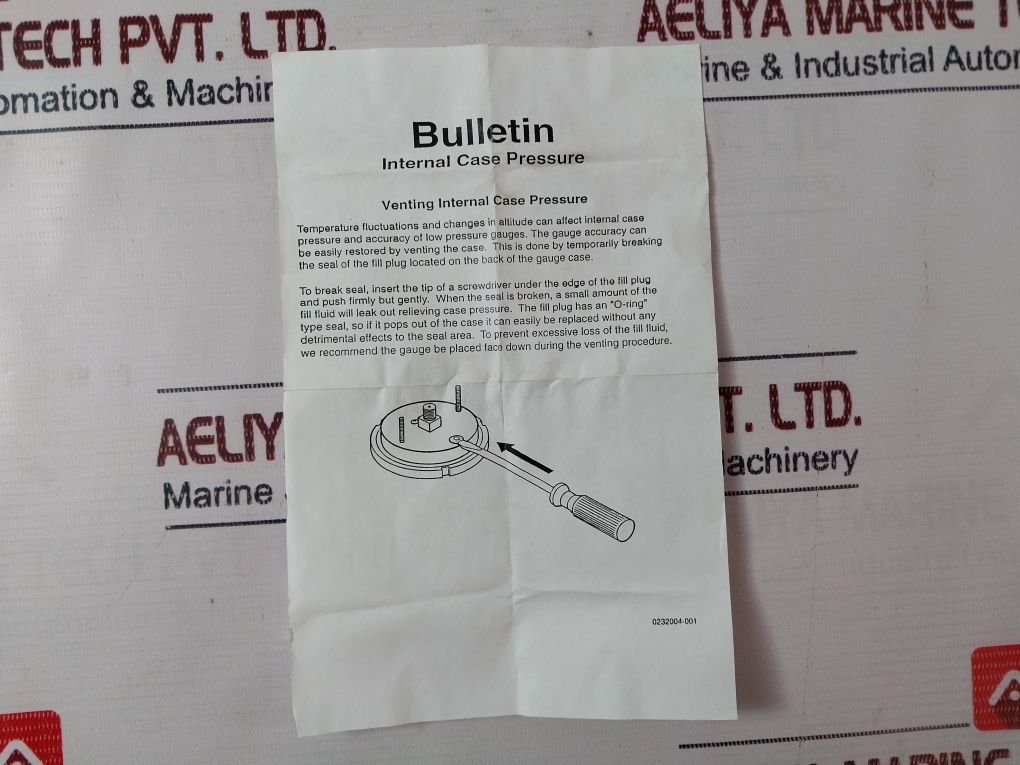 TECH PVT. LTD.
AELIYA MARINE
omation & Machin
ine & Industrial Autom
Bulletin
Internal Case Pressure
Venting Internal Case Pressure
Temperature fluctuations and changes in altitude can affect internal case
pressure and accuracy of low pressure gauges. The gauge accuracy can
be easily restored by venting the case. This is done by temporarily breaking
the seal of the fill plug located on the back of the gauge case.
To break seal, insert the tip of a screwdriver under the edge of the fill plug
and push firmly but gently. When the seal is broken, a small amount of the
fill fluid will leak out relieving case pressure. The fill plug has an "O-ring"
type seal, so if it pops out of the case it can easily be replaced without any
detrimental effects to the seal area. To prevent excessive loss of the fill fluid,
we recommend the gauge be placed face down during the venting procedure.
AELIY
T. LTD.
Marine
achinery
0232004-001
AELIYA MARINE